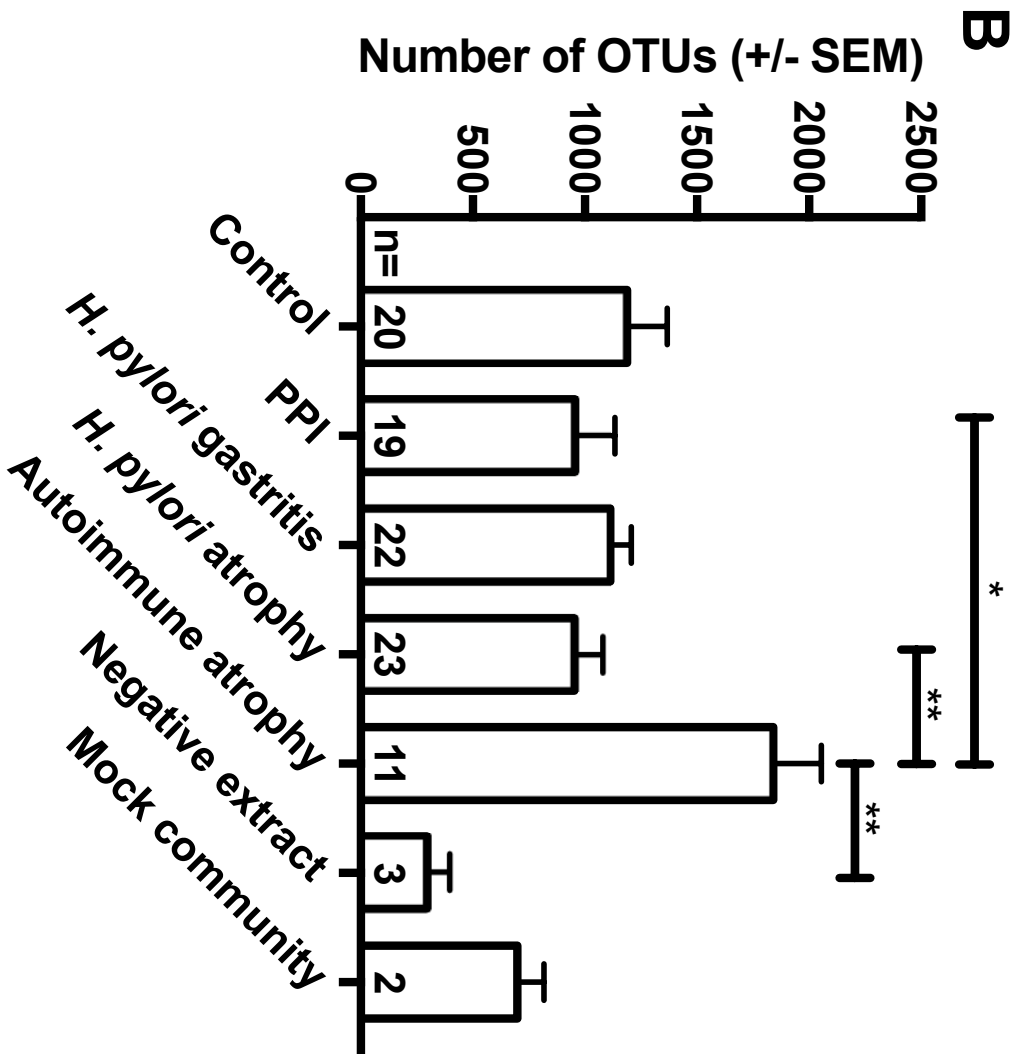 B
Number of OTUs (+/- SEM)
2500
2000
1500
1000
500
0
*
**
**
n=
20
19
22
23
11
3
2
Control
PPI
H. pylori gastritis
H. pylori atrophy
Autoimmune atrophy
Negative extract
Mock community